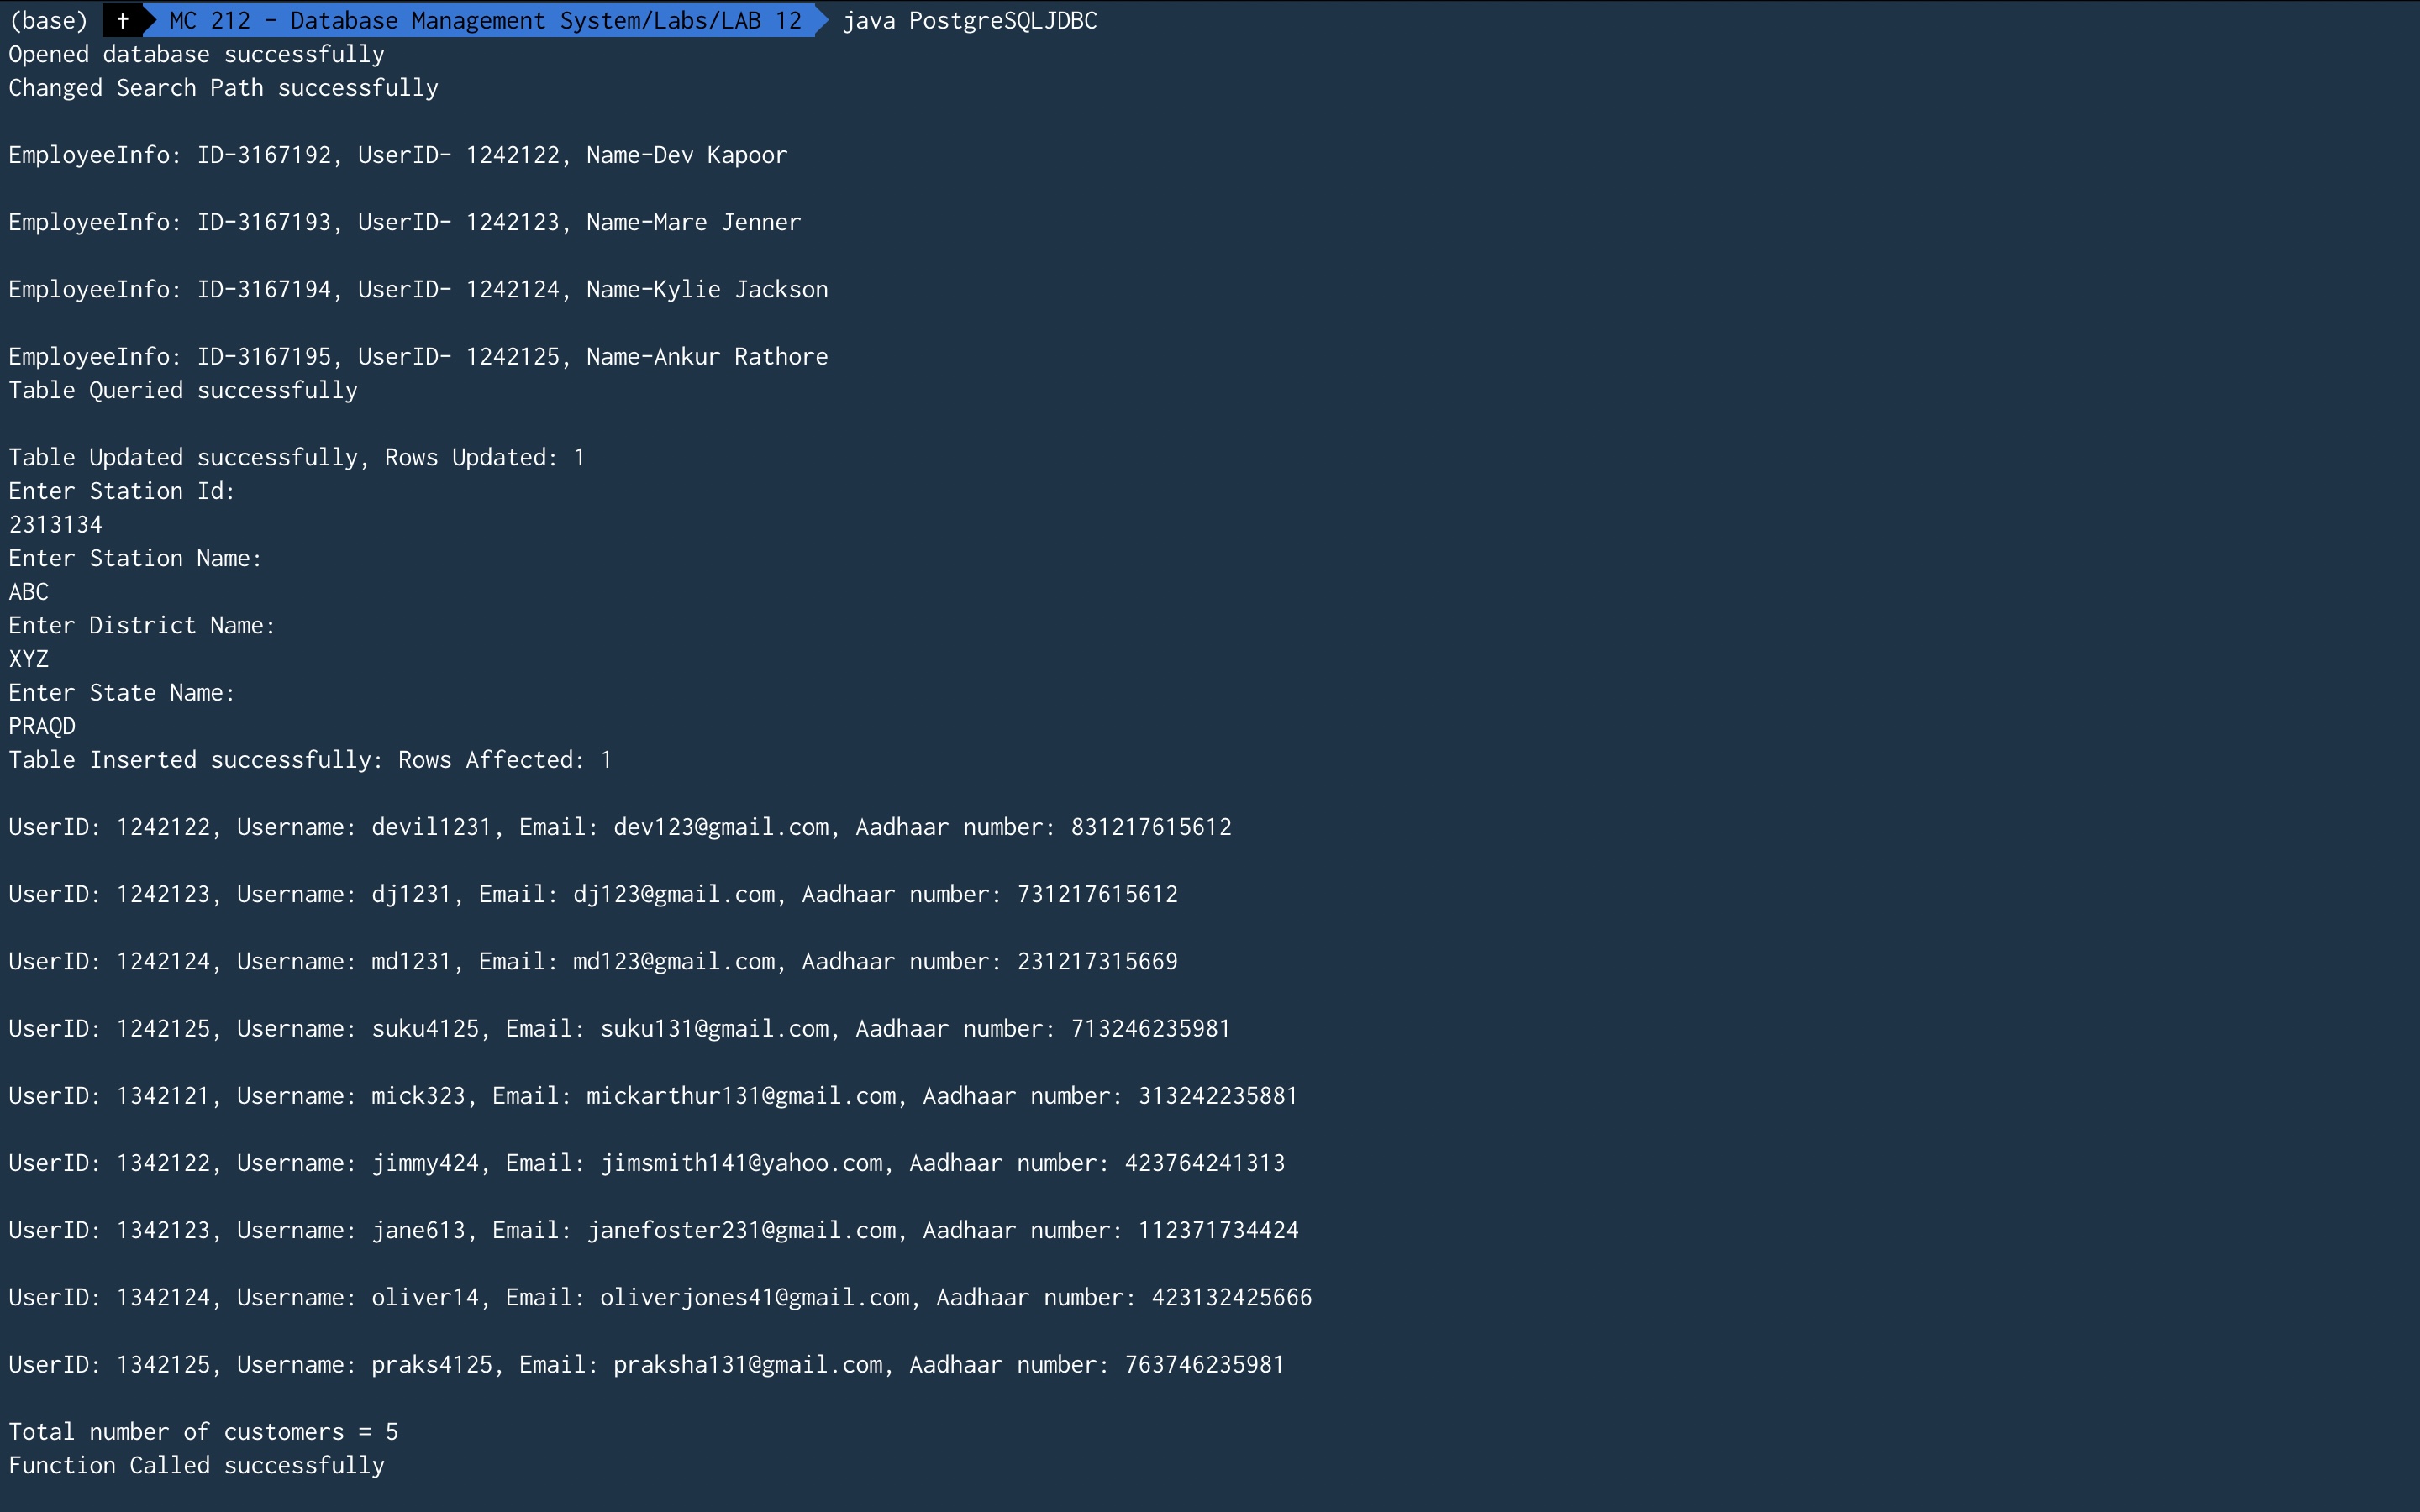 (base) ✝ MC 212 - Database Management System/Labs/LAB 12 java PostgreSQLJDBC
Opened database successfully
Changed Search Path successfully
EmployeeInfo: ID-3167192, UserID- 1242122, Name-Dev Kapoor
EmployeeInfo: ID-3167193, UserID- 1242123, Name-Mare Jenner
EmployeeInfo: ID-3167194, UserID- 1242124, Name-Kylie Jackson
EmployeeInfo: ID-3167195, UserID- 1242125, Name-Ankur Rathore
Table Queried successfully
Table Updated successfully, Rows Updated: 1
Enter Station Id:
2313134
Enter Station Name:
ABC
Enter District Name:
XYZ
Enter State Name:
PRAQD
Table Inserted successfully: Rows Affected: 1
UserID: 1242122, Username: devil1231, Email: dev123@gmail.com, Aadhaar number: 831217615612
UserID: 1242123, Username: dj1231, Email: dj123@gmail.com, Aadhaar number: 731217615612
UserID: 1242124, Username: md1231, Email: md123@gmail.com, Aadhaar number: 231217315669
UserID: 1242125, Username: suku4125, Email: suku131@gmail.com, Aadhaar number: 713246235981
UserID: 1342121, Username: mick323, Email: mickarthur131@gmail.com, Aadhaar number: 313242235881
UserID: 1342122, Username: jimmy424, Email: jimsmith141@yahoo.com, Aadhaar number: 423764241313
UserID: 1342123, Username: jane613, Email: janefoster231@gmail.com, Aadhaar number: 112371734424
UserID: 1342124, Username: oliver14, Email: oliverjones41@gmail.com, Aadhaar number: 423132425666
UserID: 1342125, Username: praks4125, Email: praksha131@gmail.com, Aadhaar number: 763746235981
Total number of customers = 5
Function Called successfully